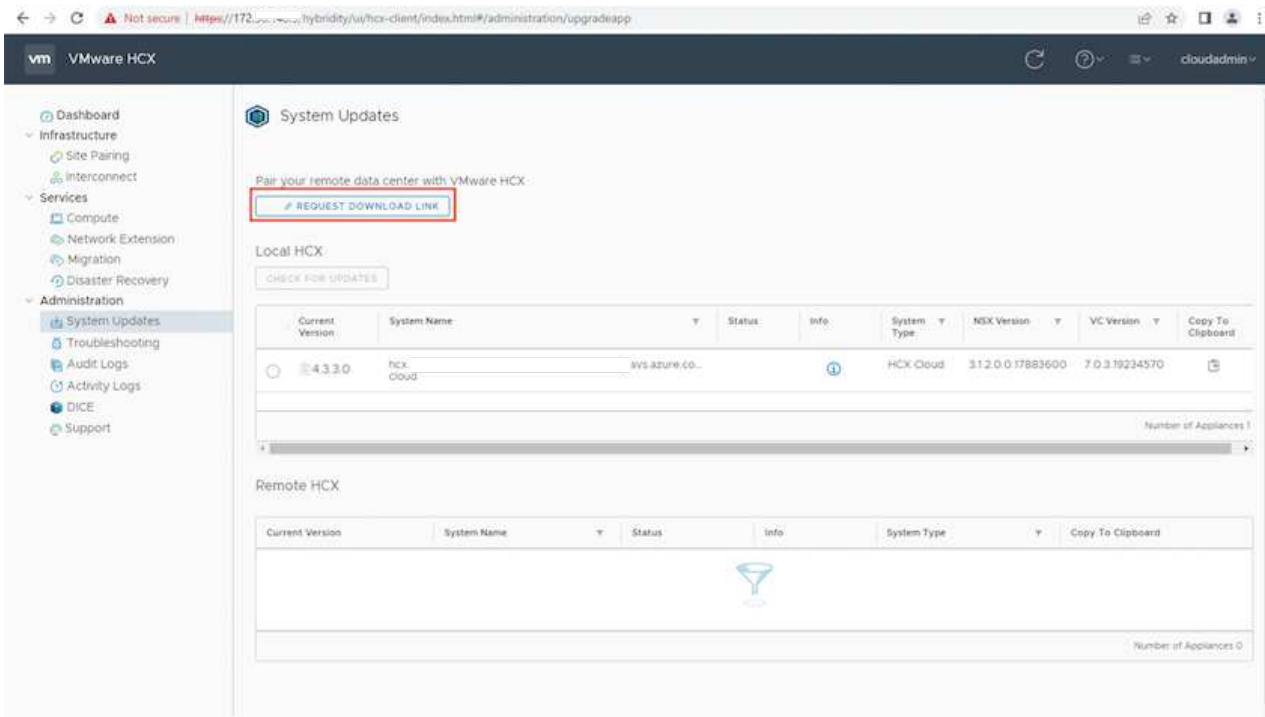 Not secure | https://172. hybridity/ui/hcx-client/index.html#/administration/upgradeapp
vm VMware HCX
cloudadmin
Dashboard
Infrastructure
Site Pairing
Interconnect
Services
Compute
Network Extension
Migration
Disaster Recovery
Administration
System Updates
Troubleshooting
Audit Logs
Activity Logs
DICE
Support
System Updates
Pair your remote data center with VMware HCX
REQUEST DOWNLOAD LINK
Local HCX
CHECK FOR UPDATES
Current Version System Name Status Info System Type NSX Version VC Version Copy To Clipboard
4.3.3.0 hcx. avs.azure.co... HCX Cloud 3.1.2.0.0.17883600 7.0.3.19234570
cloud
Number of Appliances 1
Remote HCX
Current Version System Name Status Info System Type Copy To Clipboard
Number of Appliances 0